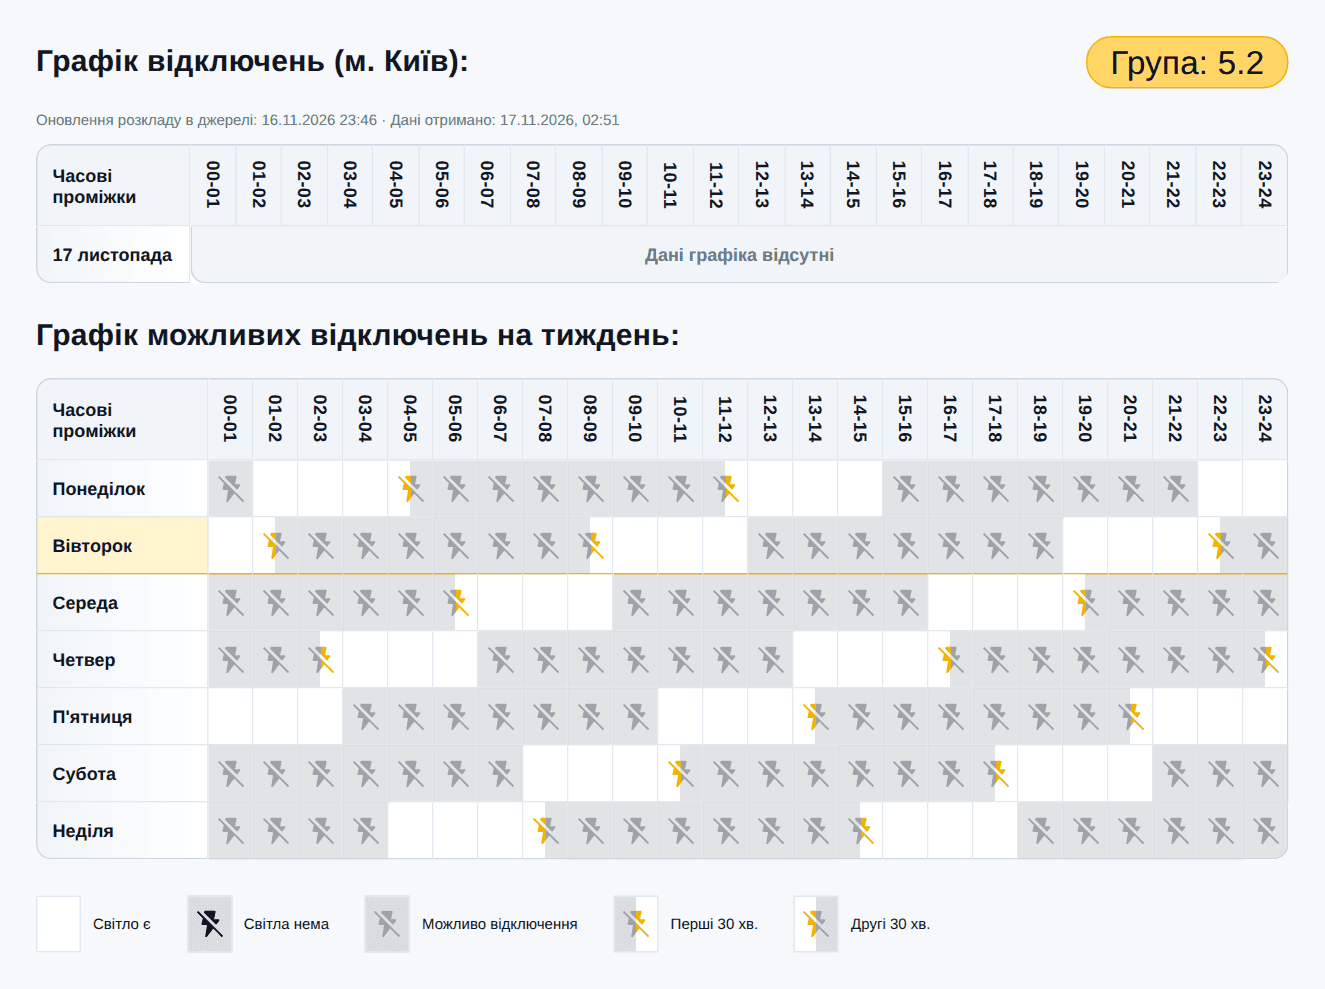 Графік відключень (м. Київ):
Група: 5.2
Оновлення розкладу в джерелі: 16.11.2026 23:46 · Дані отримано: 17.11.2026, 02:51
Часові
проміжки
00-01 01-02 02-03 03-04 04-05 05-06 06-07 07-08 08-09 09-10 10-11 11-12 12-13 13-14 14-15 15-16 16-17 17-18 18-19 19-20 20-21 21-22 22-23 23-24
17 листопада
Дані графіка відсутні
Графік можливих відключень на тиждень:
Часові
проміжки
00-01 01-02 02-03 03-04 04-05 05-06 06-07 07-08 08-09 09-10 10-11 11-12 12-13 13-14 14-15 15-16 16-17 17-18 18-19 19-20 20-21 21-22 22-23 23-24
Понеділок
Вівторок
Середа
Четвер
П'ятниця
Субота
Неділя
Світло є
Світла нема
Можливо відключення
Перші 30 хв.
Другі 30 хв.